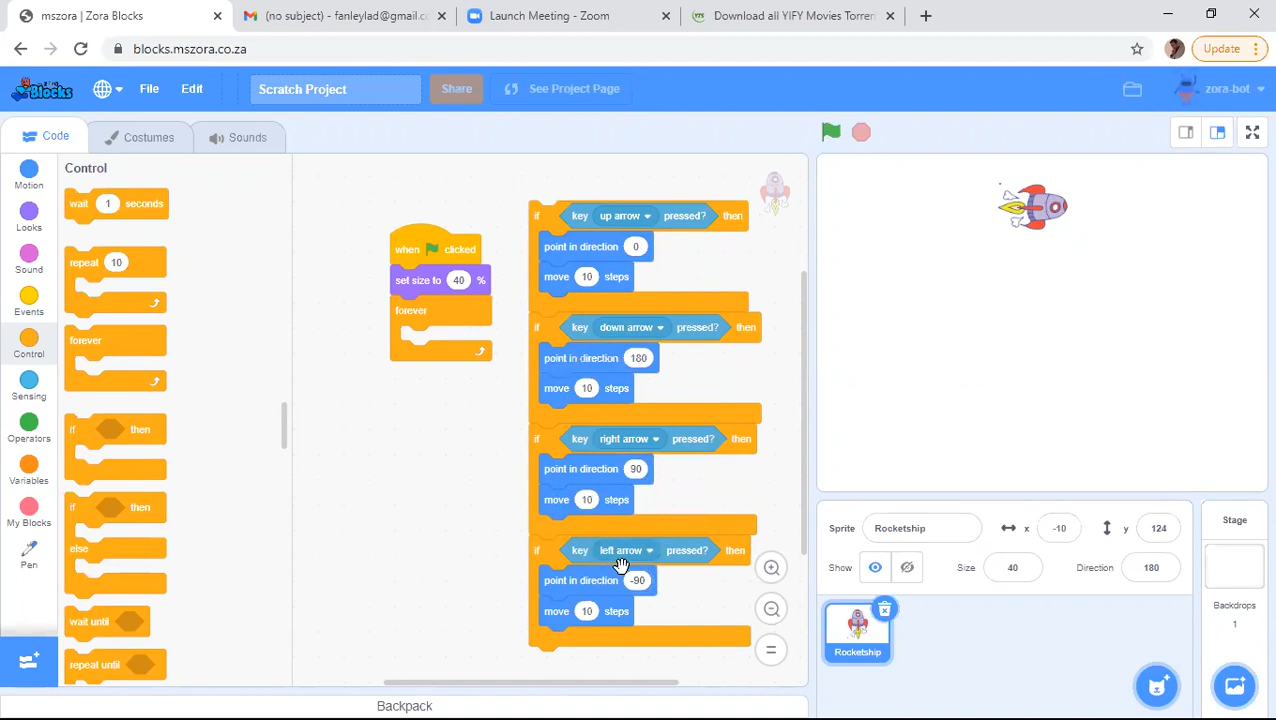 mszora | Zora Blocks
(no subject) - fanleylad@gmail.co
Launch Meeting - Zoom
YTS
Download all YIFY Movies Torren
blocks.mszora.co.za
Update
Zora Blocks
File
Edit
Scratch Project
Share
See Project Page
zora-bot
Code
Costumes
Sounds
Motion
Looks
Sound
Events
Control
Sensing
Operators
Variables
My Blocks
Pen
Control
wait 1 seconds
repeat 10
forever
if then
if then
else
wait until
repeat until
when clicked
set size to 40 %
forever
if key up arrow pressed? then
point in direction 0
move 10 steps
if key down arrow pressed? then
point in direction 180
move 10 steps
if key right arrow pressed? then
point in direction 90
move 10 steps
if key left arrow pressed? then
point in direction -90
move 10 steps
Backpack
Sprite Rocketship x -10 y 124
Show Size 40 Direction 180
Rocketship
Stage
Backdrops
1